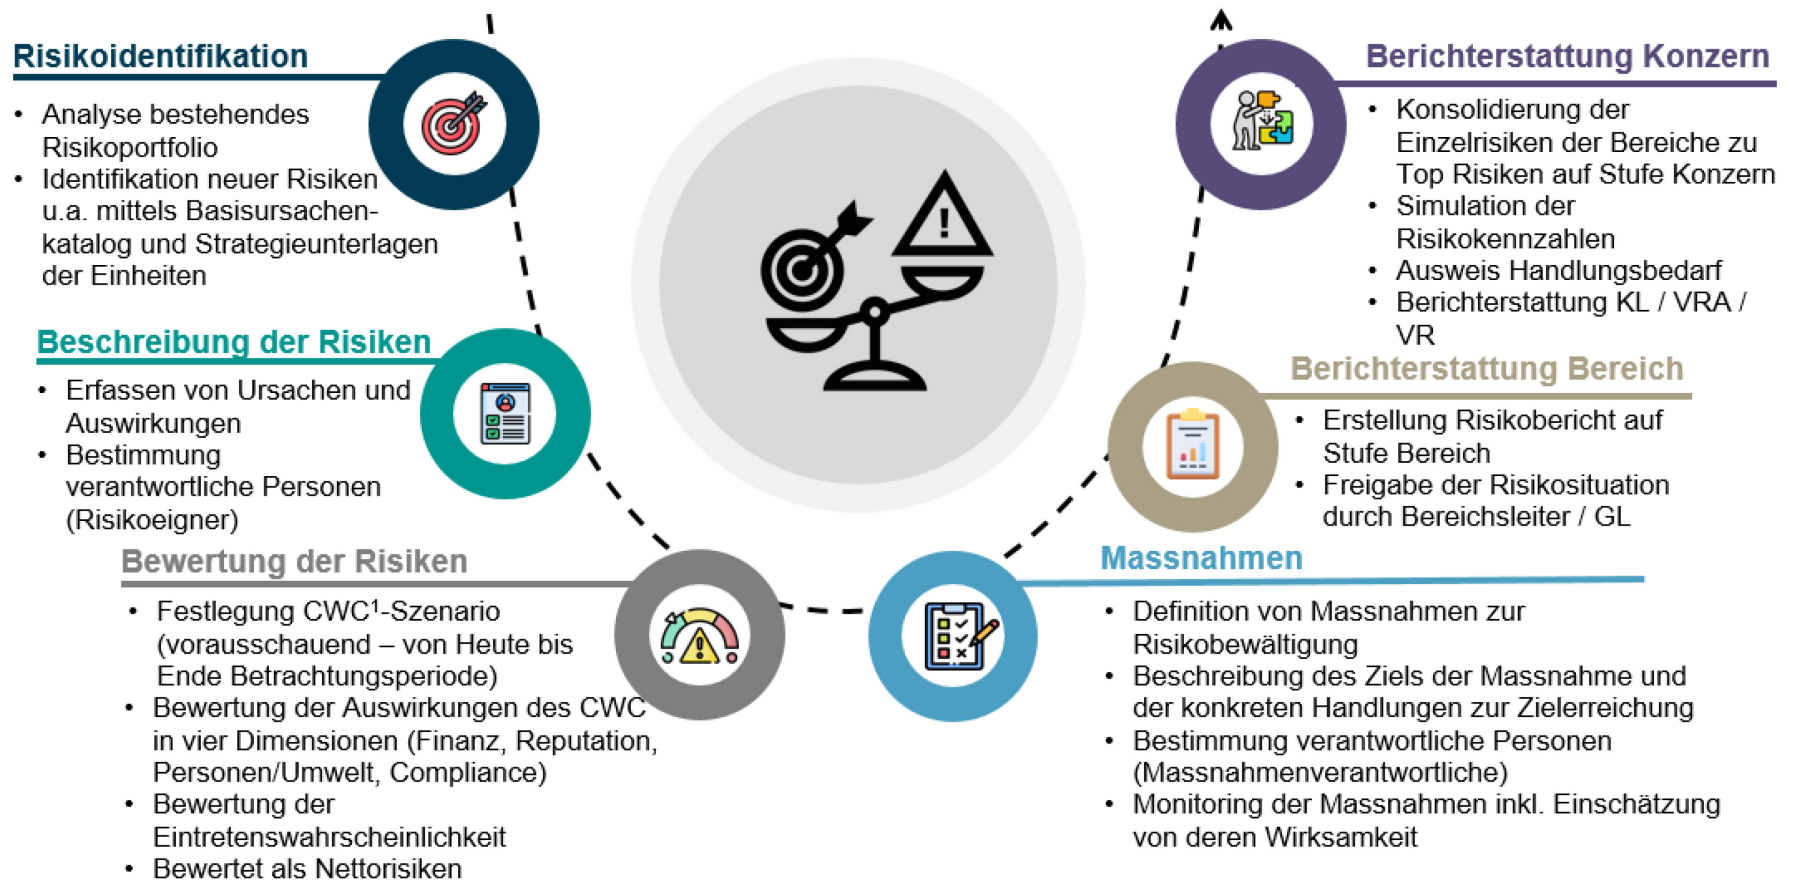 Risikoidentifikation
• Analyse bestehendes
Risikoportfolio
• Identifikation neuer Risiken
u.a. mittels Basisursachen-
katalog und Strategieunterlagen
der Einheiten
Beschreibung der Risiken
• Erfassen von Ursachen und
Auswirkungen
• Bestimmung
verantwortliche Personen
(Risikoeigner)
Bewertung der Risiken
• Festlegung CWC¹-Szenario
(vorausschauend – von Heute bis
Ende Betrachtungsperiode)
• Bewertung der Auswirkungen des CWC
in vier Dimensionen (Finanz, Reputation,
Personen/Umwelt, Compliance)
• Bewertung der
Eintretenswahrscheinlichkeit
• Bewertet als Nettorisiken
Massnahmen
• Definition von Massnahmen zur
Risikobewältigung
• Beschreibung des Ziels der Massnahme und
der konkreten Handlungen zur Zielerreichung
• Bestimmung verantwortliche Personen
(Massnahmenverantwortliche)
• Monitoring der Massnahmen inkl. Einschätzung
von deren Wirksamkeit
Berichterstattung Bereich
• Erstellung Risikobericht auf
Stufe Bereich
• Freigabe der Risikosituation
durch Bereichsleiter / GL
Berichterstattung Konzern
• Konsolidierung der
Einzelrisiken der Bereiche zu
Top Risiken auf Stufe Konzern
• Simulation der
Risikokennzahlen
• Ausweis Handlungsbedarf
• Berichterstattung KL / VRA /
VR